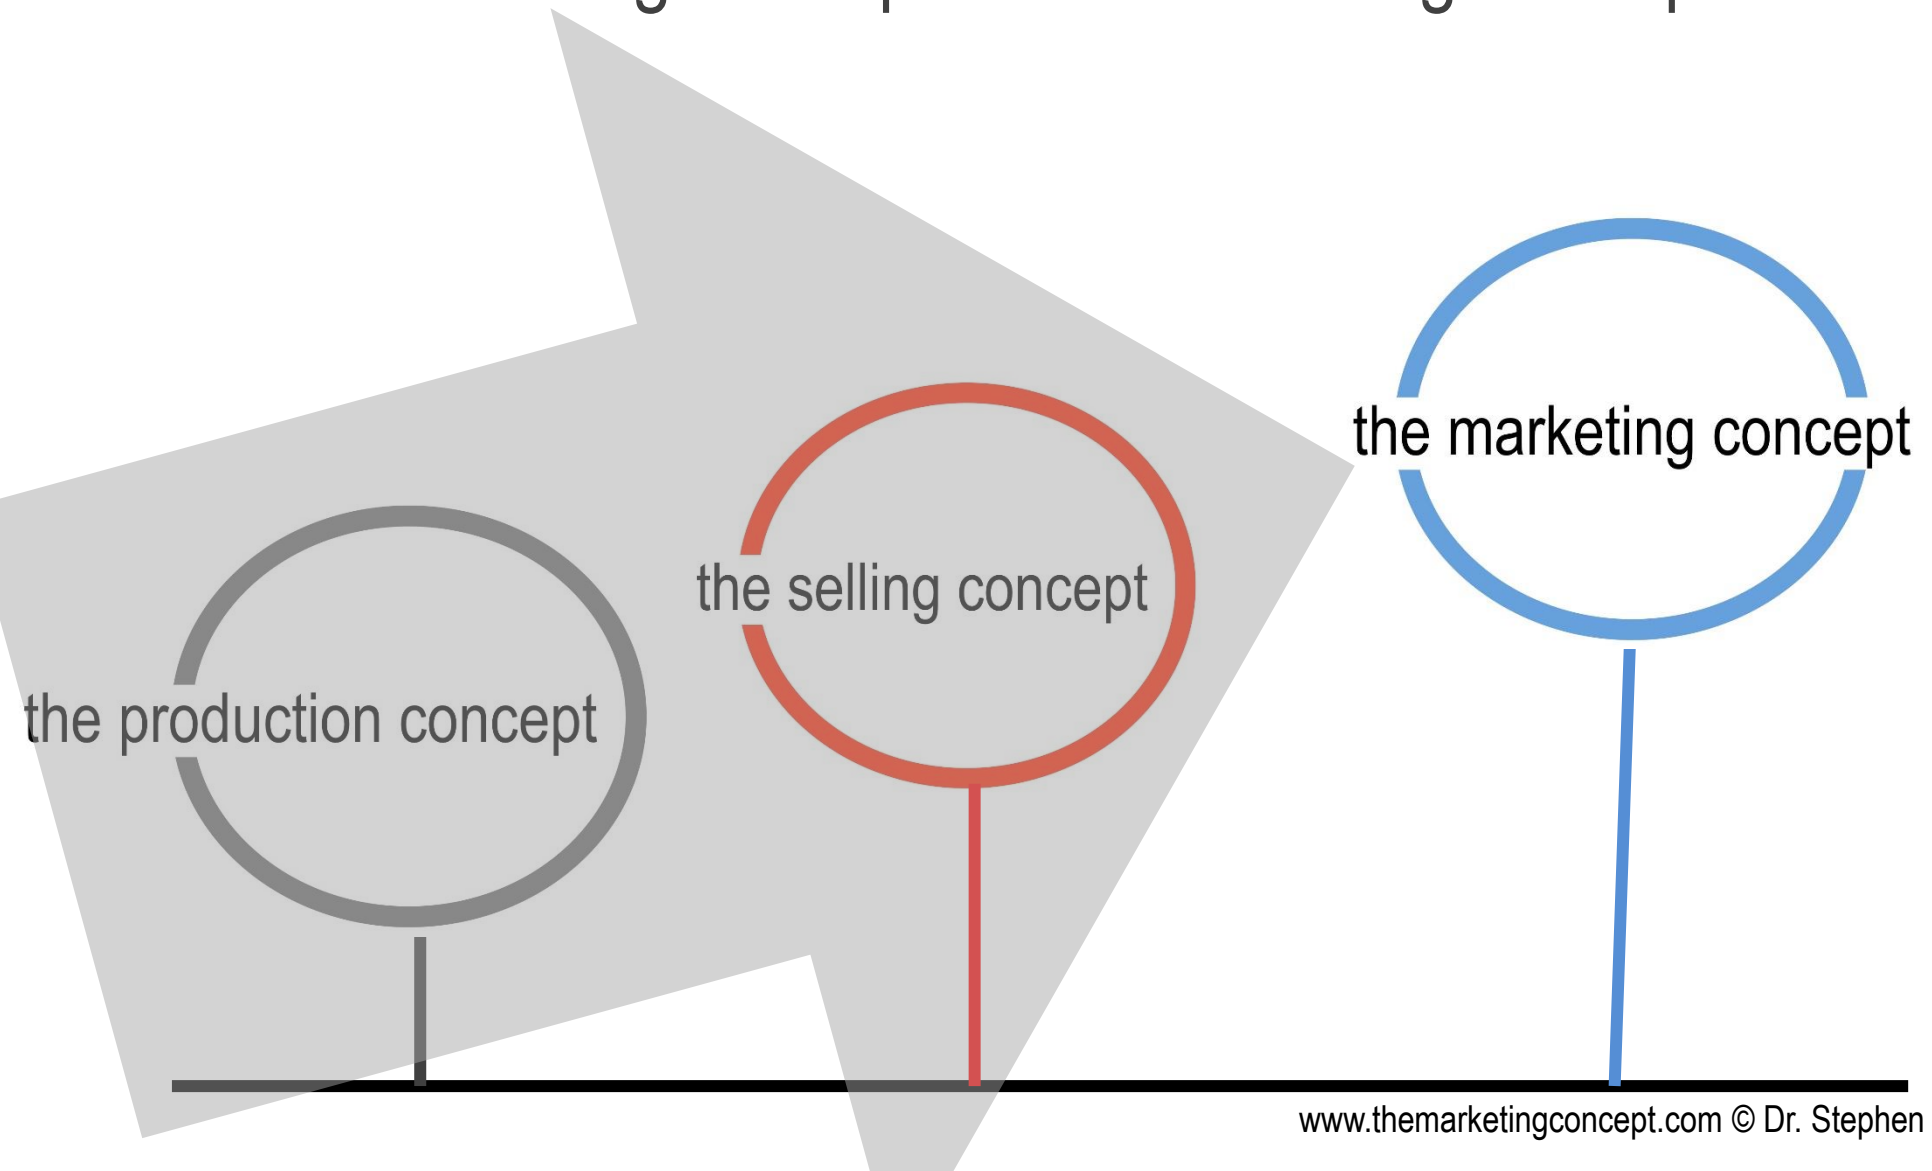 the marketing concept
the selling concept
the production concept
www.themarketingconcept.com © Dr. Stephen